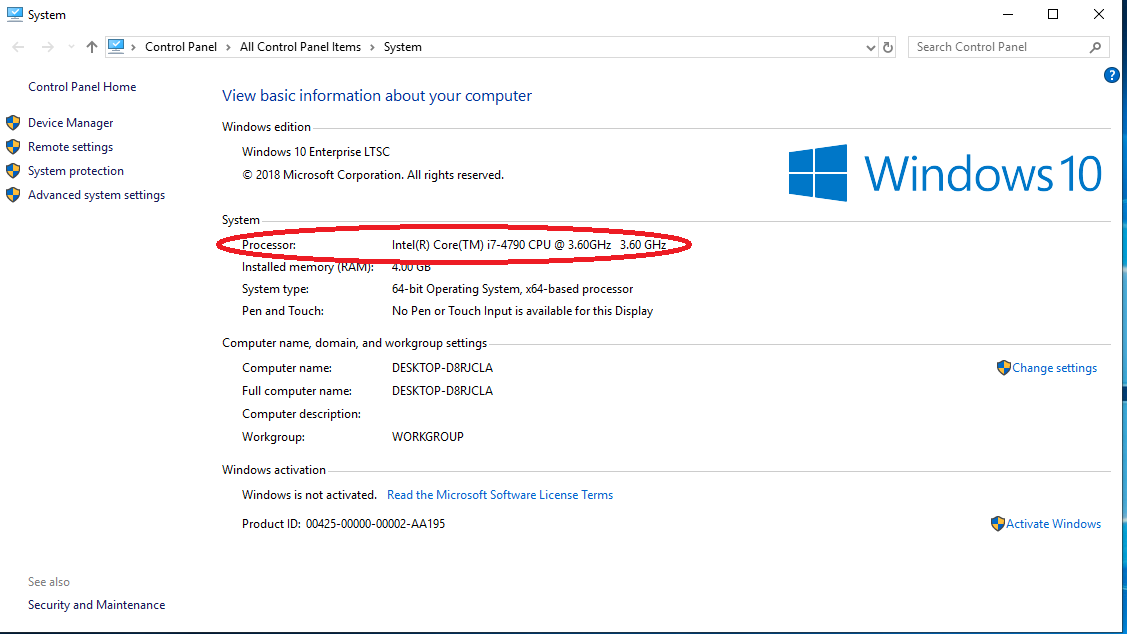 System
Control Panel › All Control Panel Items › System
Search Control Panel
Control Panel Home
Device Manager
Remote settings
System protection
Advanced system settings
?
View basic information about your computer
Windows edition
Windows 10 Enterprise LTSC
© 2018 Microsoft Corporation. All rights reserved.
Windows 10
System
Processor: Intel(R) Core(TM) i7-4790 CPU @ 3.60GHz 3.60 GHz
Installed memory (RAM): 4.00 GB
System type: 64-bit Operating System, x64-based processor
Pen and Touch: No Pen or Touch Input is available for this Display
Computer name, domain, and workgroup settings
Computer name: DESKTOP-D8RJCLA
Change settings
Full computer name: DESKTOP-D8RJCLA
Computer description:
Workgroup: WORKGROUP
Windows activation
Windows is not activated. Read the Microsoft Software License Terms
Product ID: 00425-00000-00002-AA195
Activate Windows
See also
Security and Maintenance